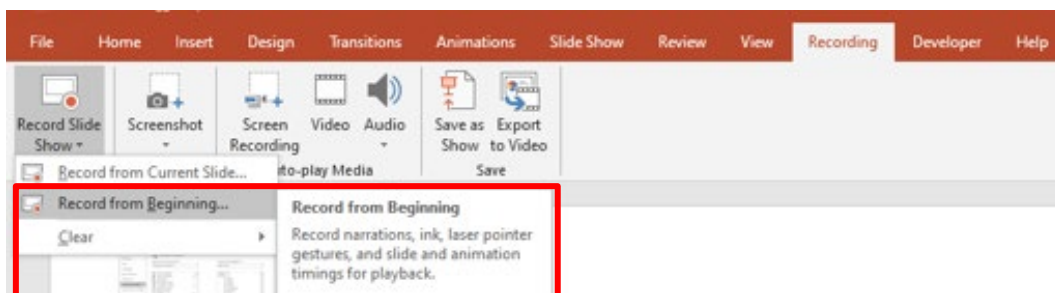 File Home Insert Design Transitions Animations Slide Show Review View Recording Developer Help
Record Slide Show
Screenshot
Screen Recording
Video
Audio
Save as Show
Export to Video
to-play Media
Save
Record from Current Slide...
Record from Beginning...
Clear
Record from Beginning
Record narrations, ink, laser pointer
gestures, and slide and animation
timings for playback.